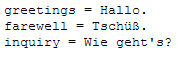 greetings = Hallo.
farewell = Tschüß.
inquiry = Wie geht's?